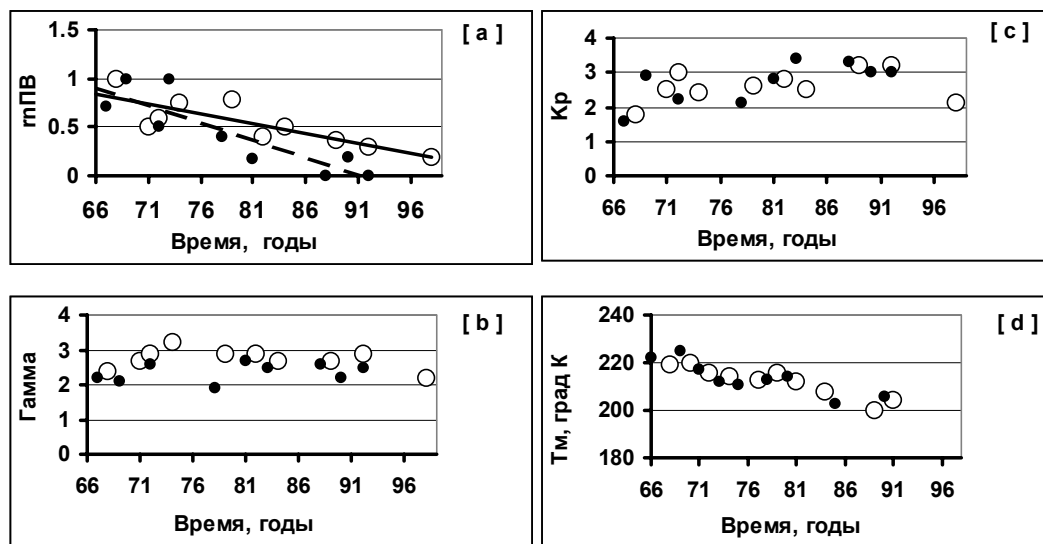 [ a ]
rnПВ
1.5
1
0.5
0
66 71 76 81 86 91 96
Время, годы
[ c ]
Кр
4
3
2
1
0
66 71 76 81 86 91 96
Время, годы
[ b ]
Гамма
4
3
2
1
0
66 71 76 81 86 91 96
Время, годы
[ d ]
Тм, град К
240
220
200
180
66 71 76 81 86 91 96
Время, годы